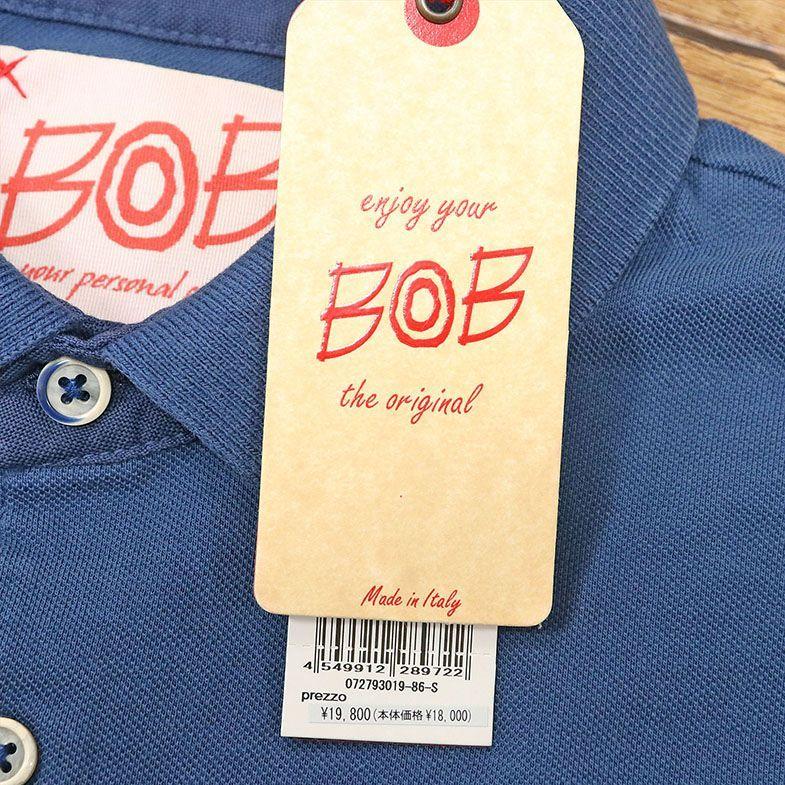 BOB
your personal
enjoy your
BOB
the original
Made in Italy
4 549912 289722
072793019-86-S
prezzo
¥19,800(本体価格 ¥18,000)